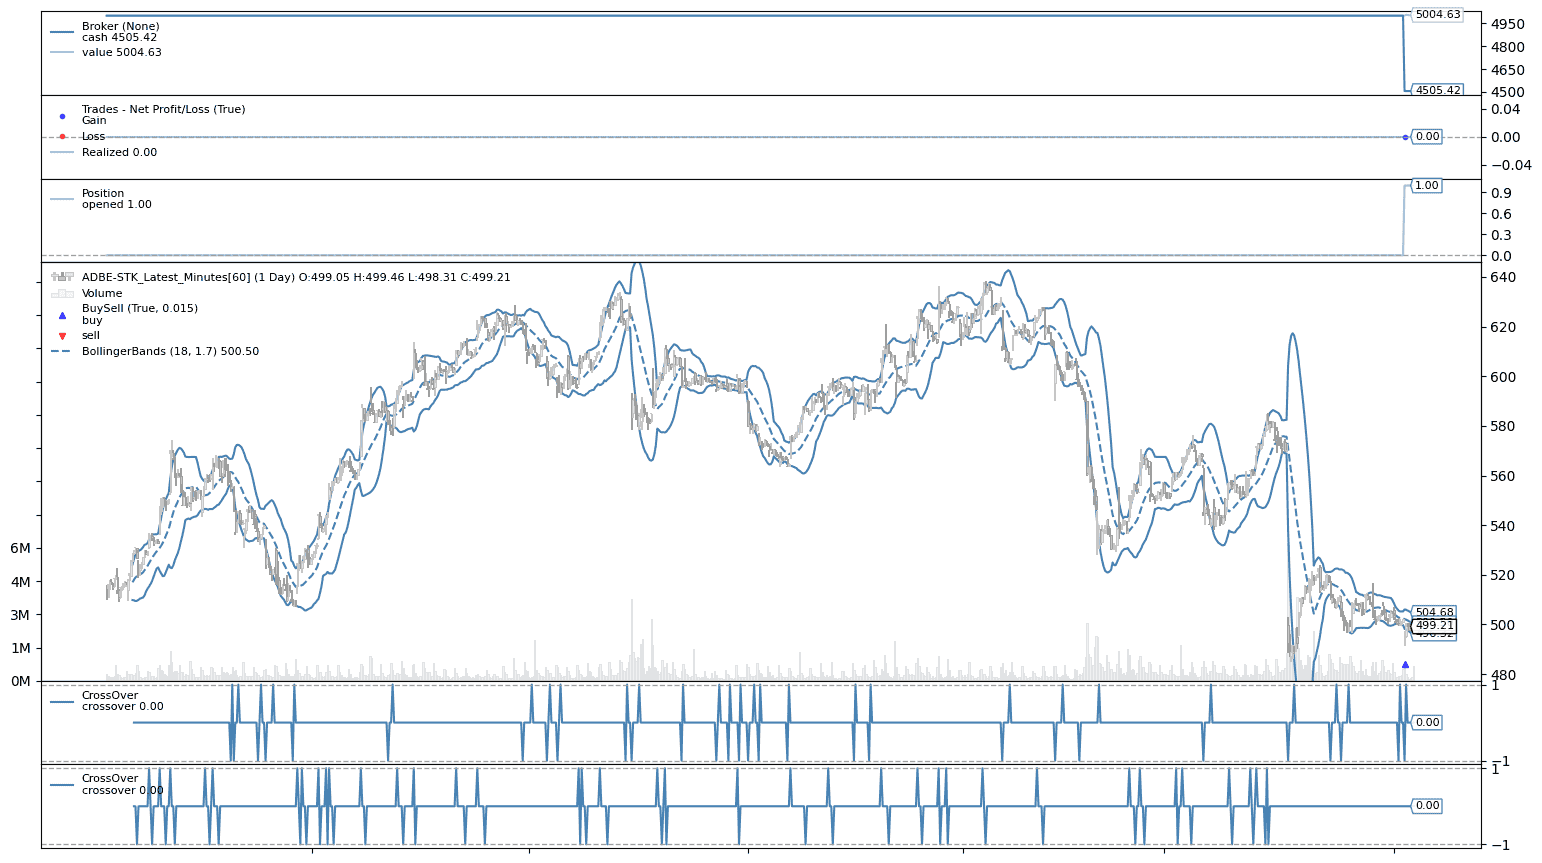 Broker (None)
cash 4505.42
value 5004.63
5004.63
4950
4800
4650
4505.42
4500
Trades - Net Profit/Loss (True)
Gain
Loss
Realized 0.00
0.04
0.00
0.00
−0.04
Position
opened 1.00
1.00
0.9
0.6
0.3
0.0
ADBE-STK_Latest_Minutes[60] (1 Day) O:499.05 H:499.46 L:498.31 C:499.21
Volume
BuySell (True, 0.015)
buy
sell
BollingerBands (18, 1.7) 500.50
640
620
600
580
560
540
520
504.68
500
499.21
480
6M
4M
3M
1M
0M
CrossOver
crossover 0.00
1
0.00
−1
CrossOver
crossover 0.00
1
0.00
−1